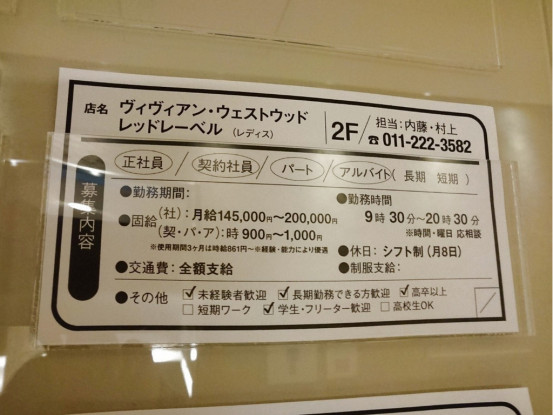 店名 ヴィヴィアン・ウェストウッド
レッドレーベル (レディス)
2F
担当:内藤・村上
☎011-222-3582
募集内容
正社員 / 契約社員 / パート / アルバイト ( 長期 短期 )
●勤務期間:
●固給 (社):月給145,000円〜200,000円
(契・パ・ア):時900円〜1,000円
※使用期間3ヶ月は時給861円〜※経験・能力により優遇
●交通費:全額支給
●勤務時間
9時30分〜20時30分
※時間・曜日 応相談
●休日:シフト制(月8日)
●制服支給:
●その他 ☑未経験者歓迎 ☑長期勤務できる方歓迎 ☑高卒以上
□短期ワーク ☑学生・フリーター歓迎 □高校生OK